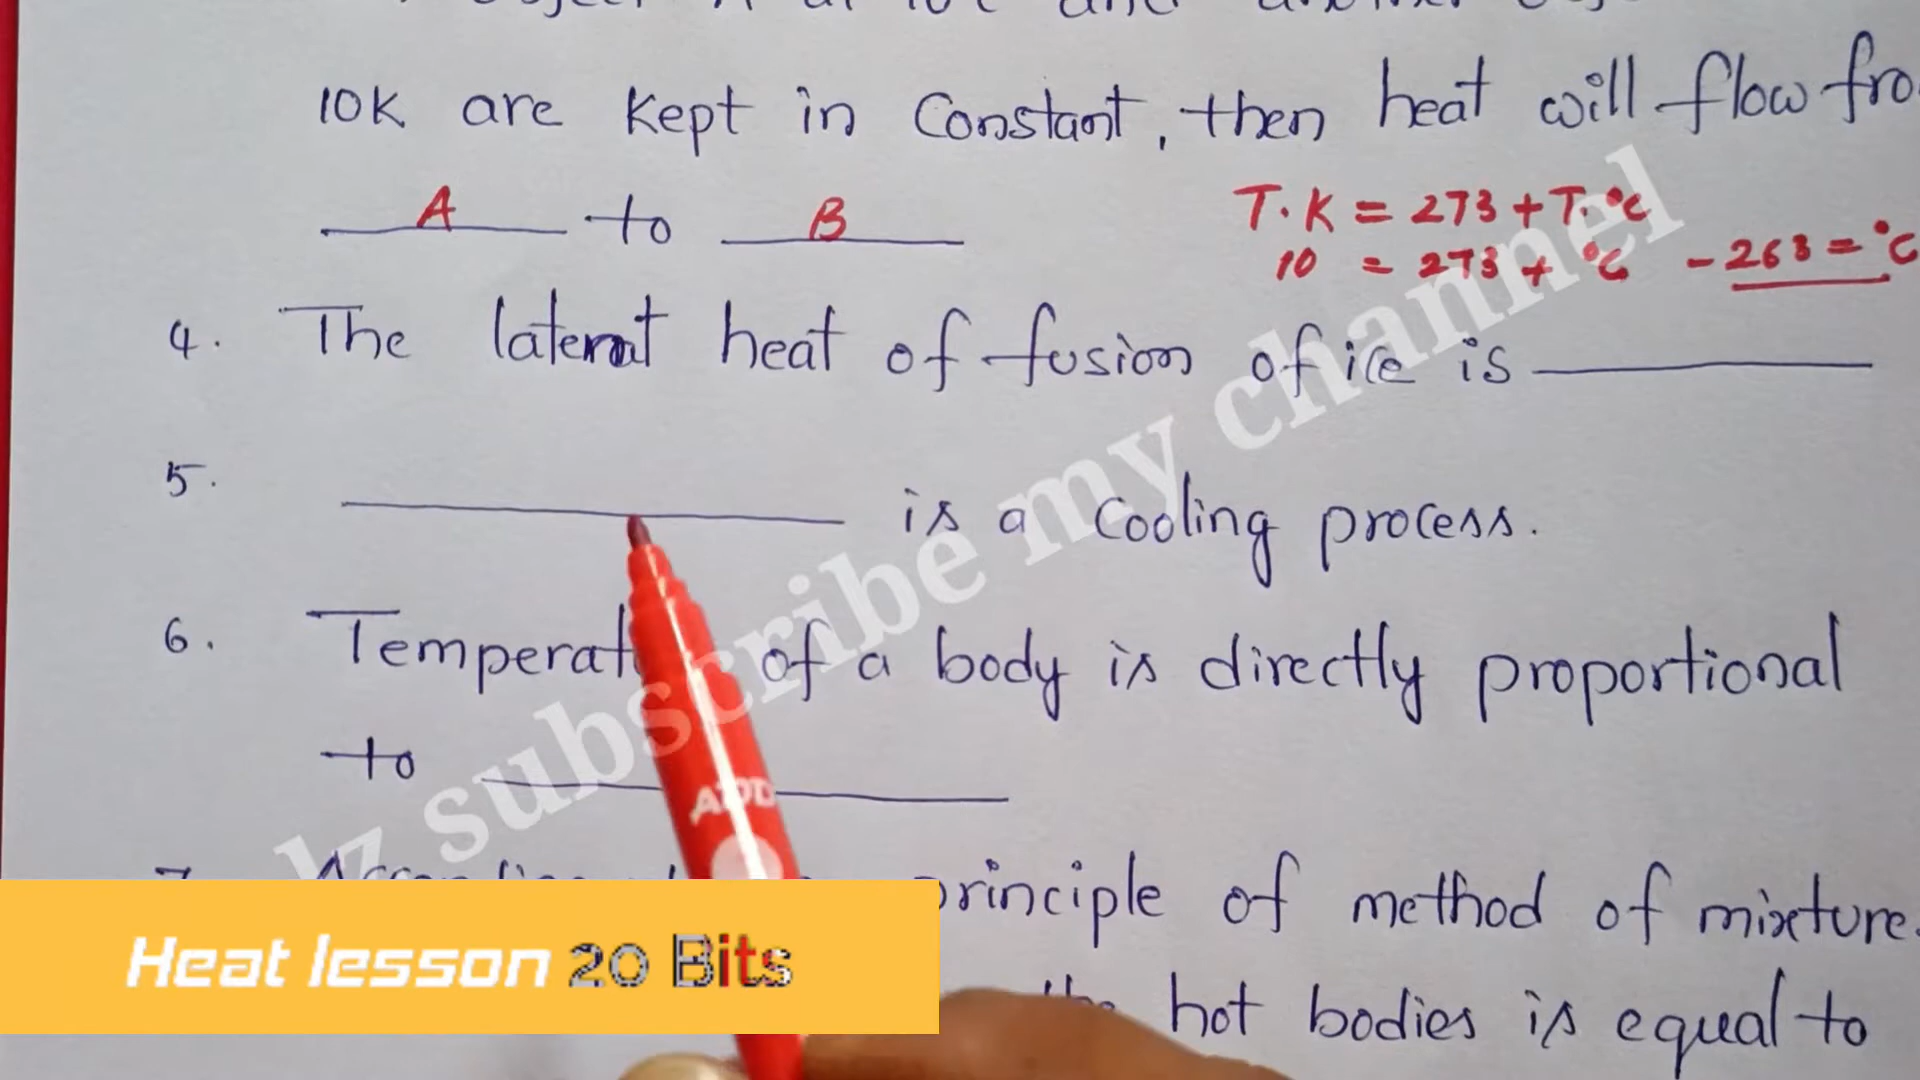 10K are kept in Constant, then heat will flow
A to B
T.K = 273 + T.°C
10 = 273 + °C - 263 = °C
4. The latent heat of fusion of ice is
5. is a cooling process.
6. of a body is directly proportional
to
principle of method of mixture.
hot bodies is equal to
subscribe my channel
ADD
Heat lesson 20 Bits